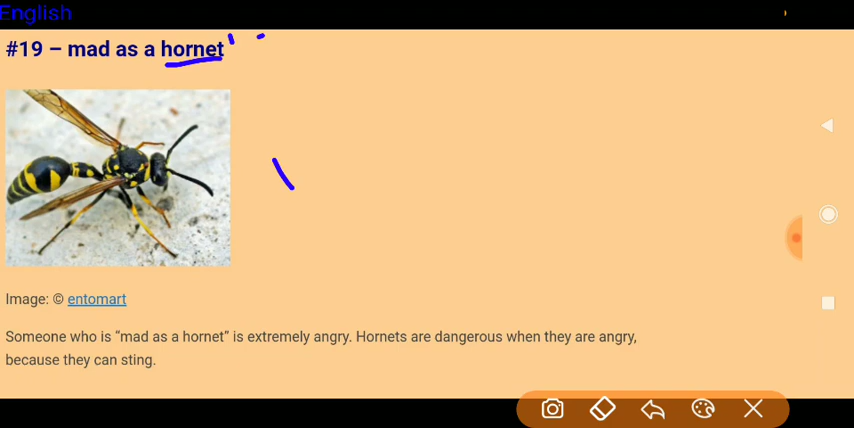 English
#19 – mad as a hornet
Image: © entomart
Someone who is “mad as a hornet” is extremely angry. Hornets are dangerous when they are angry,
because they can sting.